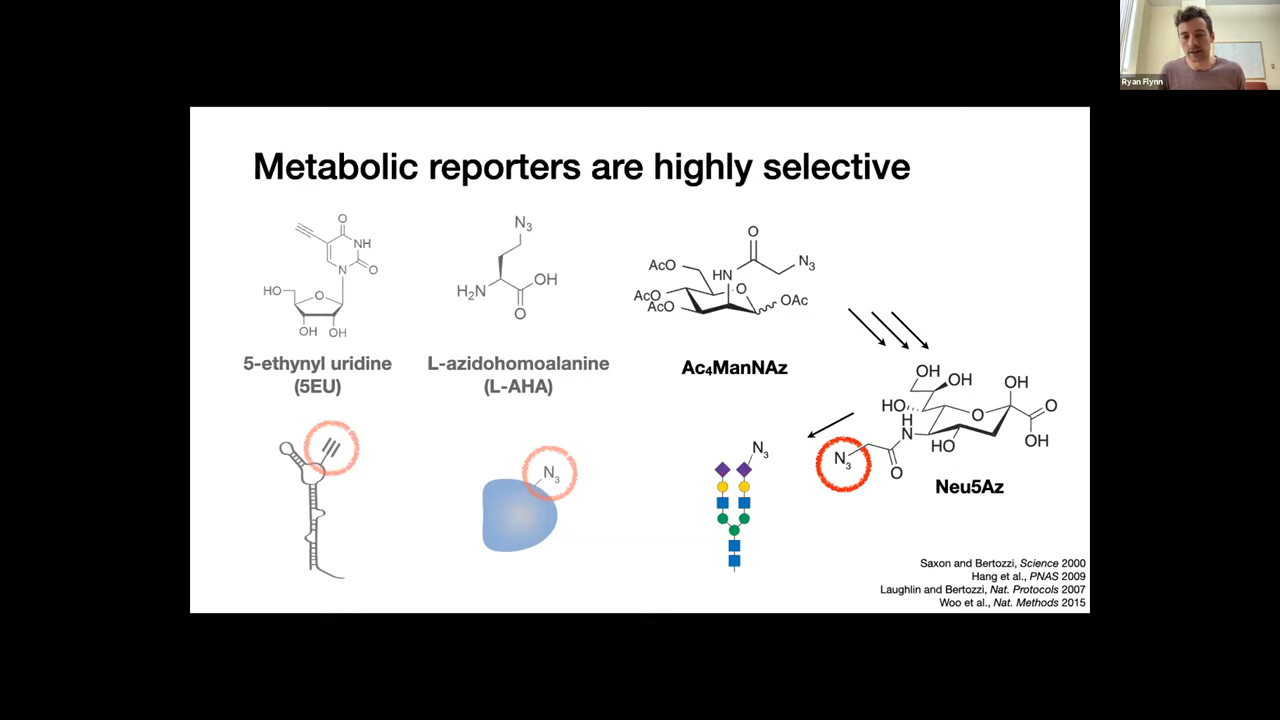 Ryan Flynn
Metabolic reporters are highly selective
O
NH
N
O
HO
O
OH
OH
5-ethynyl uridine
(5EU)
N3
H2N
OH
O
L-azidohomoalanine
(L-AHA)
O
N3
HN
AcO
AcO
AcO
O
OAc
Ac4ManNAz
N3
N3
OH
OH
OH
HO
O
O
OH
H
N
HO
N3
O
Neu5Az
Saxon and Bertozzi, Science 2000
Hang et al., PNAS 2009
Laughlin and Bertozzi, Nat. Protocols 2007
Woo et al., Nat. Methods 2015